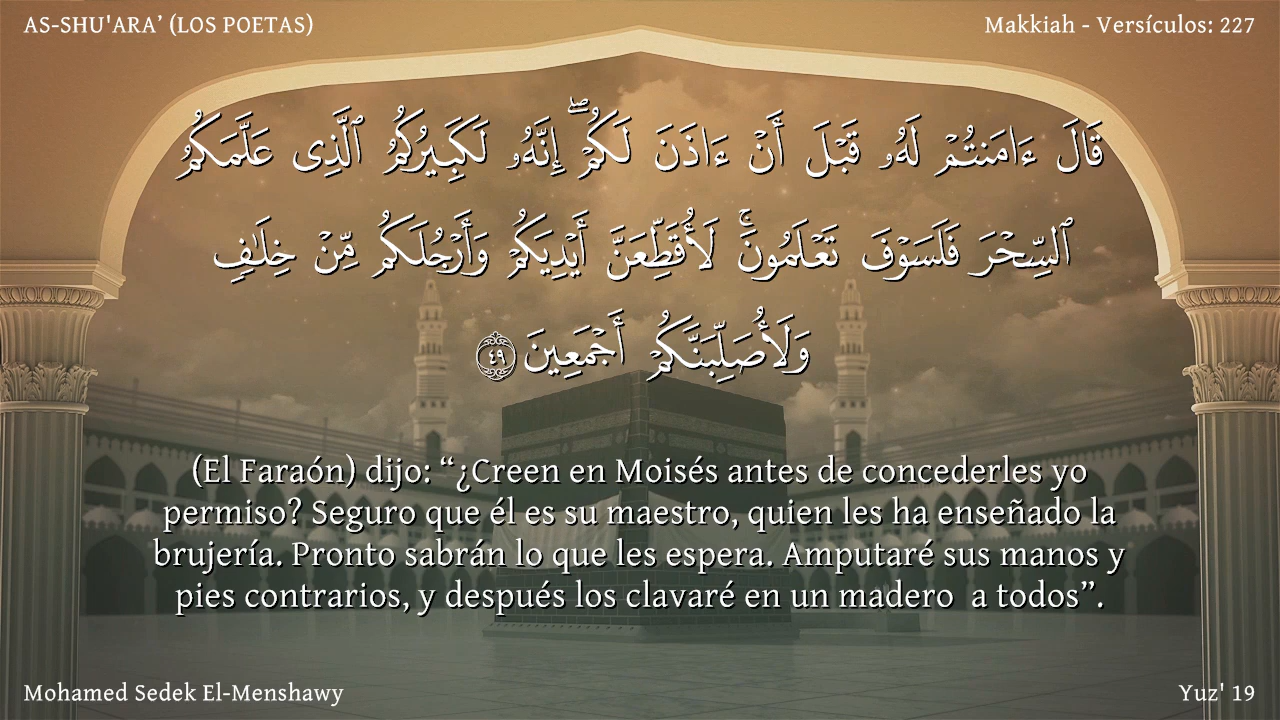 AS-SHU'ARA’ (LOS POETAS)
Makkiah - Versículos: 227
قَالَ ءَامَنتُمْ لَهُۥ قَبْلَ أَنْ ءَاذَنَ لَكُمْ ۖ إِنَّهُۥ لَكَبِيرُكُمُ ٱلَّذِى عَلَّمَكُمُ
ٱلسِّحْرَ فَلَسَوْفَ تَعْلَمُونَ ۚ لَأُقَطِّعَنَّ أَيْدِيَكُمْ وَأَرْجُلَكُم مِّنْ خِلَـٰفٍ
وَلَأُصَلِّبَنَّكُمْ أَجْمَعِينَ ٤٩
(El Faraón) dijo: “¿Creen en Moisés antes de concederles yo
permiso? Seguro que él es su maestro, quien les ha enseñado la
brujería. Pronto sabrán lo que les espera. Amputaré sus manos y
pies contrarios, y después los clavaré en un madero  a todos”.
Mohamed Sedek El-Menshawy
Yuz' 19